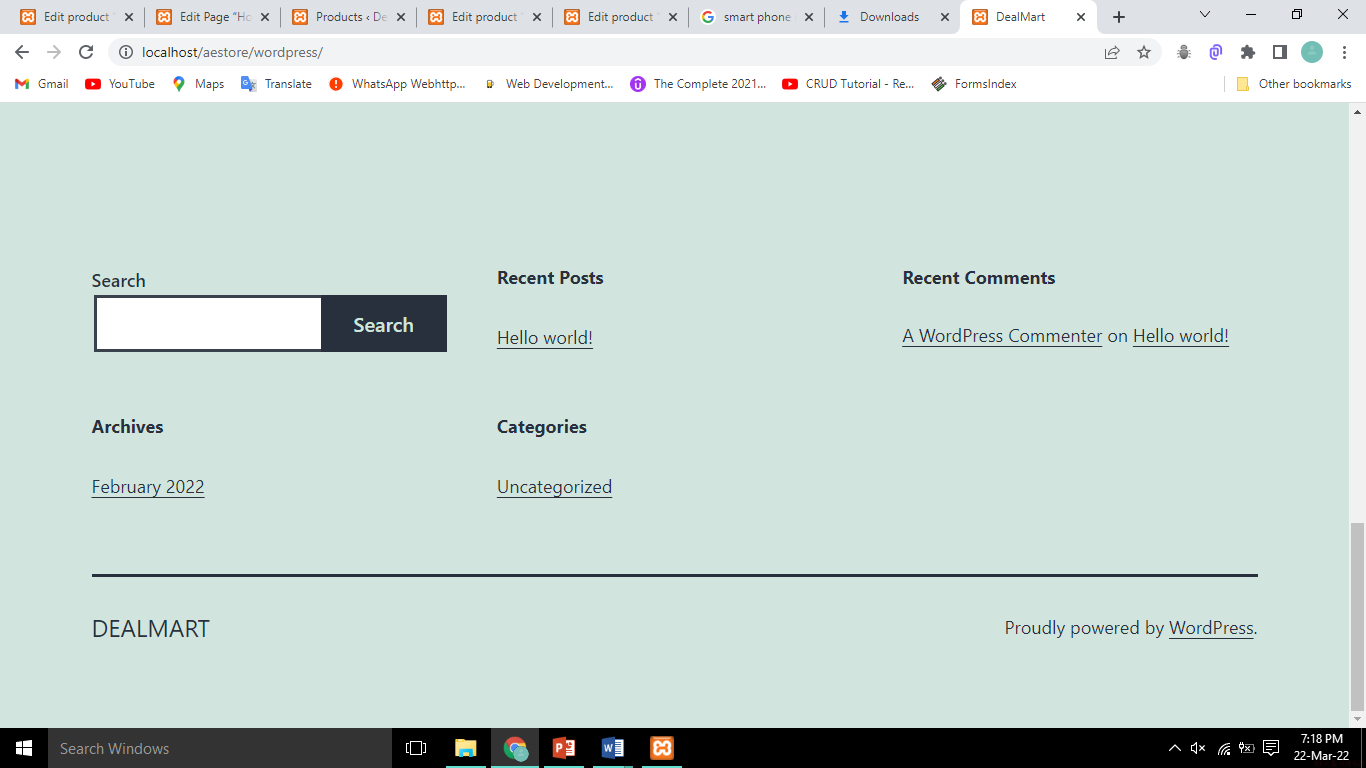 Edit product
Edit Page "Ho
Products ‹ De
Edit product
Edit product
smart phone
Downloads
DealMart
localhost/aestore/wordpress/
Gmail
YouTube
Maps
Translate
WhatsApp Webhttp...
Web Development...
The Complete 2021...
CRUD Tutorial - Re...
FormsIndex
Other bookmarks
Search
Search
Recent Posts
Hello world!
Recent Comments
A WordPress Commenter on Hello world!
Archives
February 2022
Categories
Uncategorized
DEALMART
Proudly powered by WordPress.
Search Windows
7:18 PM
22-Mar-22